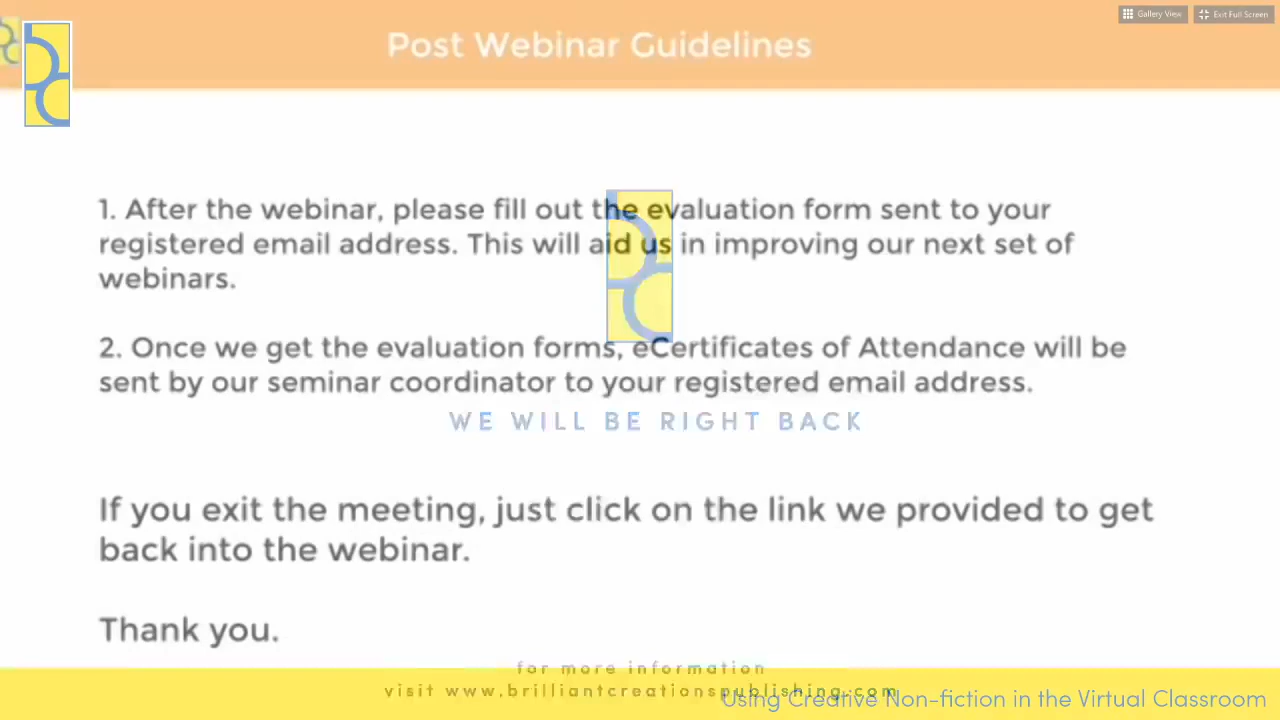 Gallery View
Exit Full Screen
Post Webinar Guidelines
1. After the webinar, please fill out the evaluation form sent to your
registered email address. This will aid us in improving our next set of
webinars.
2. Once we get the evaluation forms, eCertificates of Attendance will be
sent by our seminar coordinator to your registered email address.
WE WILL BE RIGHT BACK
If you exit the meeting, just click on the link we provided to get
back into the webinar.
Thank you.
for more information
visit www.brilliantcreationspublishing.com
Using Creative Non-fiction in the Virtual Classroom